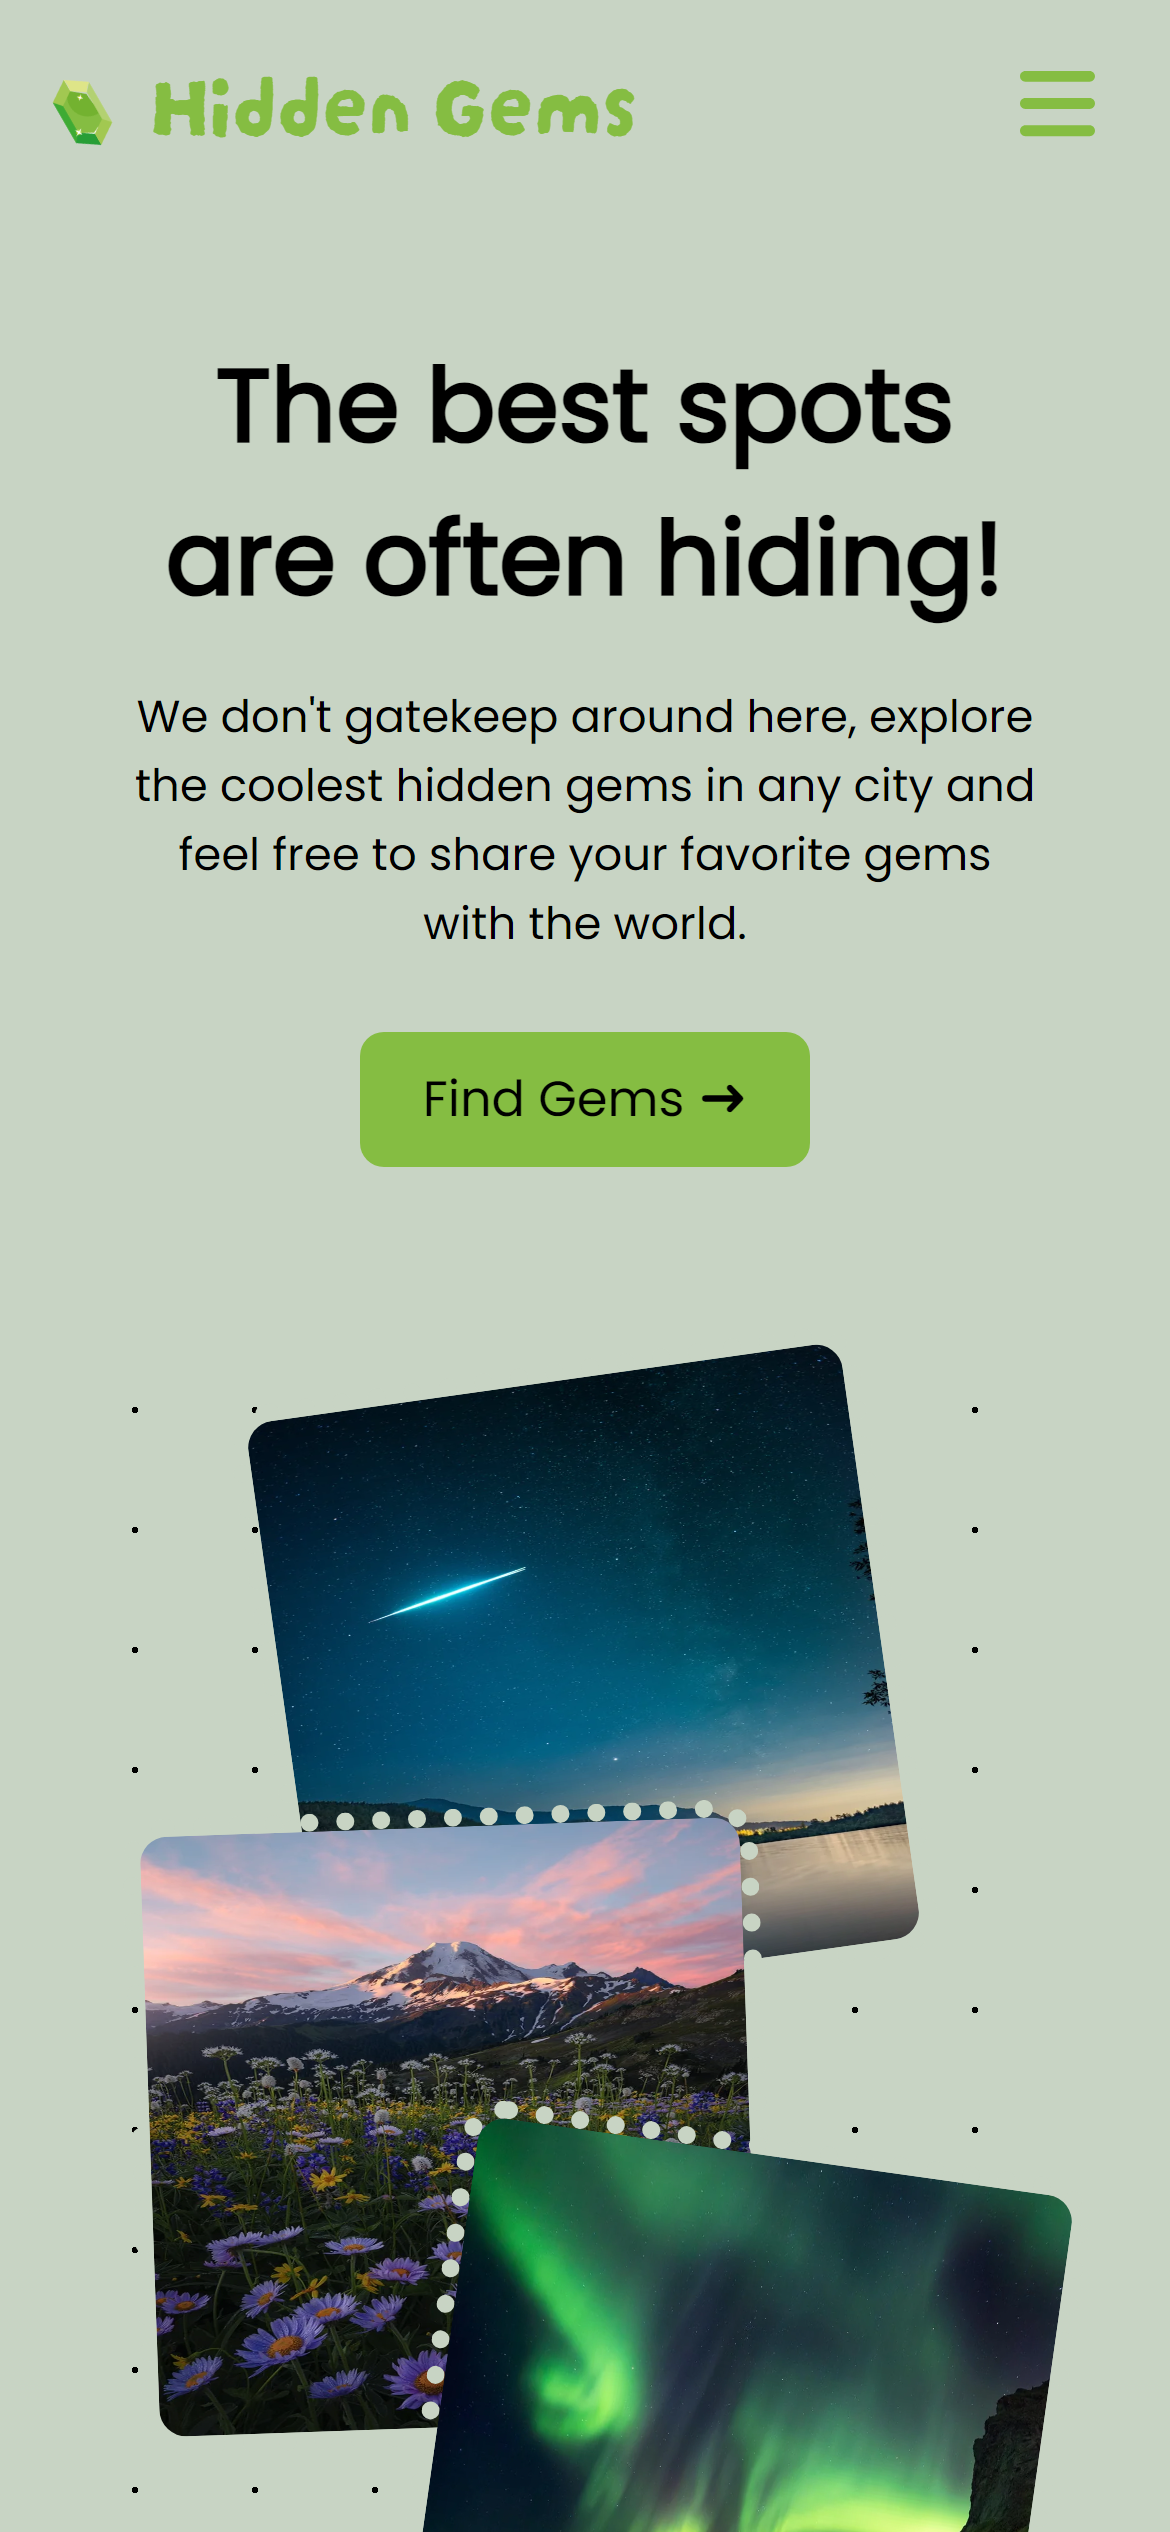 Hidden Gems
The best spots
are often hiding!
We don't gatekeep around here, explore
the coolest hidden gems in any city and
feel free to share your favorite gems
with the world.
Find Gems →